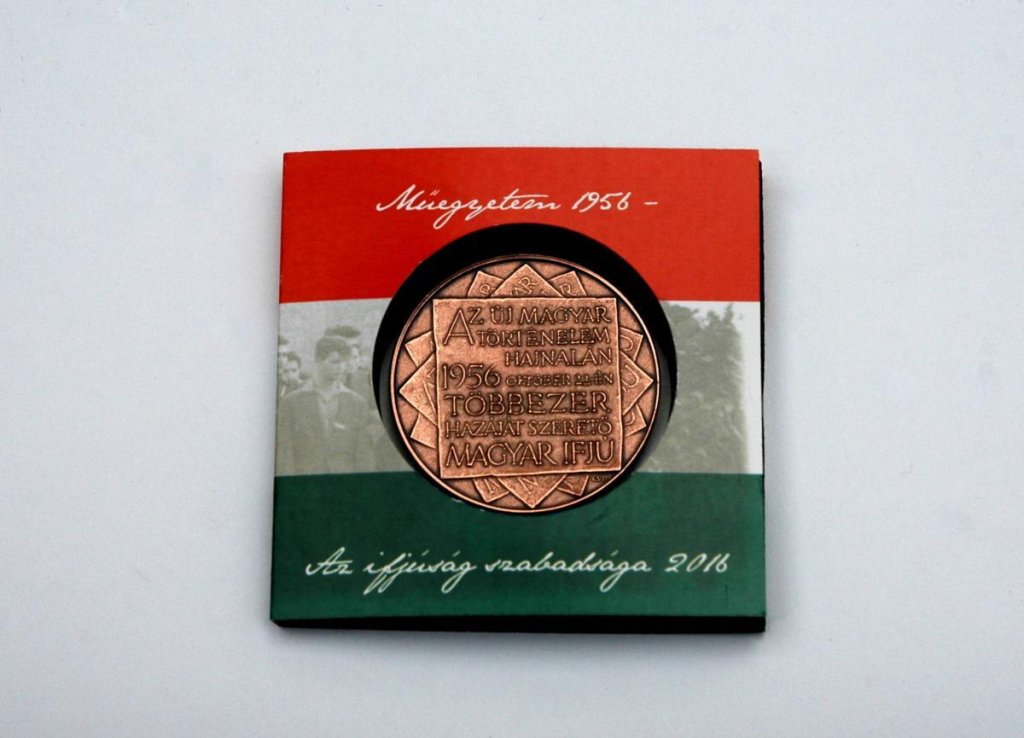 Műegyetem 1956 –
AZ ÚJ MAGYAR
TÖRTÉNELEM
HAJNALÁN
1956 OKTÓBER 22.ÉN
TÖBBEZER
HAZÁJÁT SZERETŐ
MAGYAR IFJÚ
Az ifjúság szabadsága 2016